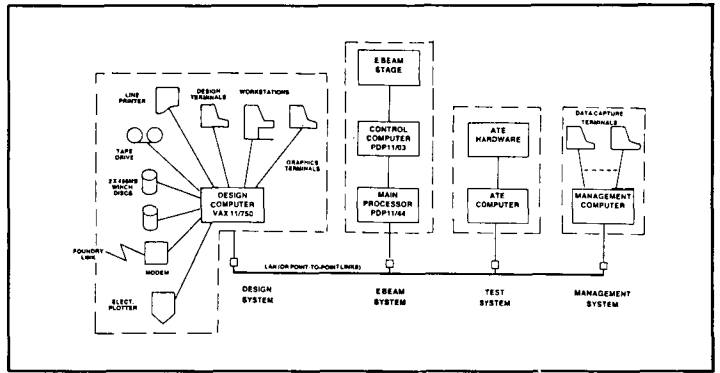 LINE
PRINTER
DESIGN
TERMINALS
WORKSTATIONS
GRAPHICS
TERMINALS
TAPE
DRIVE
2 X 456MB
WINCH
DISCS
FOUNDRY
LINK
MODEM
ELECT.
PLOTTER
DESIGN
COMPUTER
VAX 11/750
E BEAM
STAGE
CONTROL
COMPUTER
PDP11/03
MAIN
PROCESSOR
PDP11/44
ATE
HARDWARE
ATE
COMPUTER
DATA CAPTURE
TERMINALS
MANAGEMENT
COMPUTER
LAN (OR POINT-TO-POINT LINKS)
DESIGN
SYSTEM
E BEAM
SYSTEM
TEST
SYSTEM
MANAGEMENT
SYSTEM